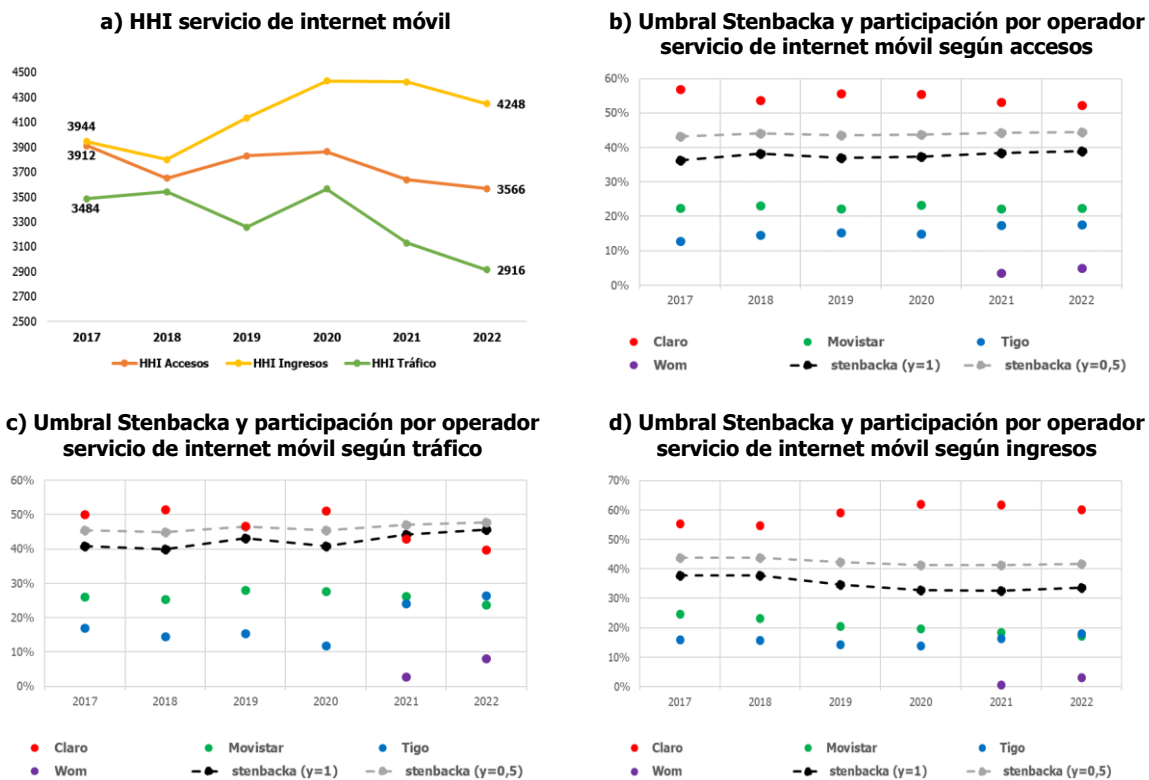 a) HHI servicio de internet móvil
4500
4300
4100
3900
3700
3500
3300
3100
2900
2700
2500
3944
3912
3484
4248
3566
2916
2017 2018 2019 2020 2021 2022
HHI Accesos HHI Ingresos HHI Tráfico
b) Umbral Stenbacka y participación por operador
servicio de internet móvil según accesos
60%
50%
40%
30%
20%
10%
0%
2017 2018 2019 2020 2021 2022
Claro Movistar Tigo
Wom stenbacka (y=1) stenbacka (y=0,5)
c) Umbral Stenbacka y participación por operador
servicio de internet móvil según tráfico
60%
50%
40%
30%
20%
10%
0%
2017 2018 2019 2020 2021 2022
Claro Movistar Tigo
Wom stenbacka (y=1) stenbacka (y=0,5)
d) Umbral Stenbacka y participación por operador
servicio de internet móvil según ingresos
70%
60%
50%
40%
30%
20%
10%
0%
2017 2018 2019 2020 2021 2022
Claro Movistar Tigo
Wom stenbacka (y=1) stenbacka (y=0,5)